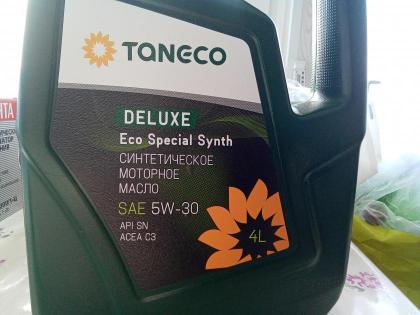 TANECO
DELUXE
Eco Special Synth
СИНТЕТИЧЕСКОЕ
МОТОРНОЕ
МАСЛО
SAE 5W-30
API SN
ACEA C3
4L